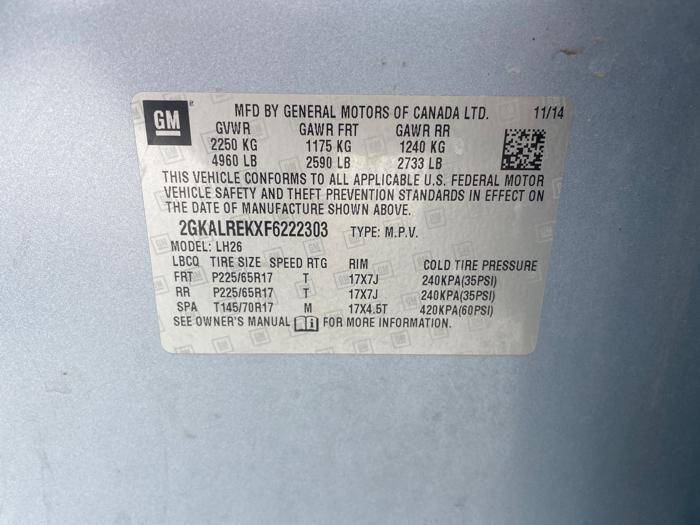 GM MFD BY GENERAL MOTORS OF CANADA LTD. 11/14
GVWR GAWR FRT GAWR RR
2250 KG 1175 KG 1240 KG
4960 LB 2590 LB 2733 LB
THIS VEHICLE CONFORMS TO ALL APPLICABLE U.S. FEDERAL MOTOR
VEHICLE SAFETY AND THEFT PREVENTION STANDARDS IN EFFECT ON
THE DATE OF MANUFACTURE SHOWN ABOVE.
2GKALREKXF6222303 TYPE: M.P.V.
MODEL: LH26
LBCQ TIRE SIZE SPEED RTG RIM COLD TIRE PRESSURE
FRT P225/65R17 T 17X7J 240KPA(35PSI)
RR P225/65R17 T 17X7J 240KPA(35PSI)
SPA T145/70R17 M 17X4.5T 420KPA(60PSI)
SEE OWNER'S MANUAL i FOR MORE INFORMATION.